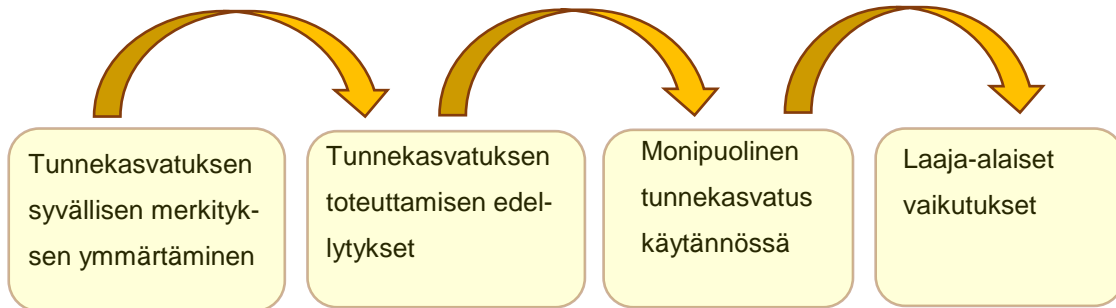 Tunnekasvatuksen
syvällisen merkityk-
sen ymmärtäminen
Tunnekasvatuksen
toteuttamisen edel-
lytykset
Monipuolinen
tunnekasvatus
käytännössä
Laaja-alaiset
vaikutukset